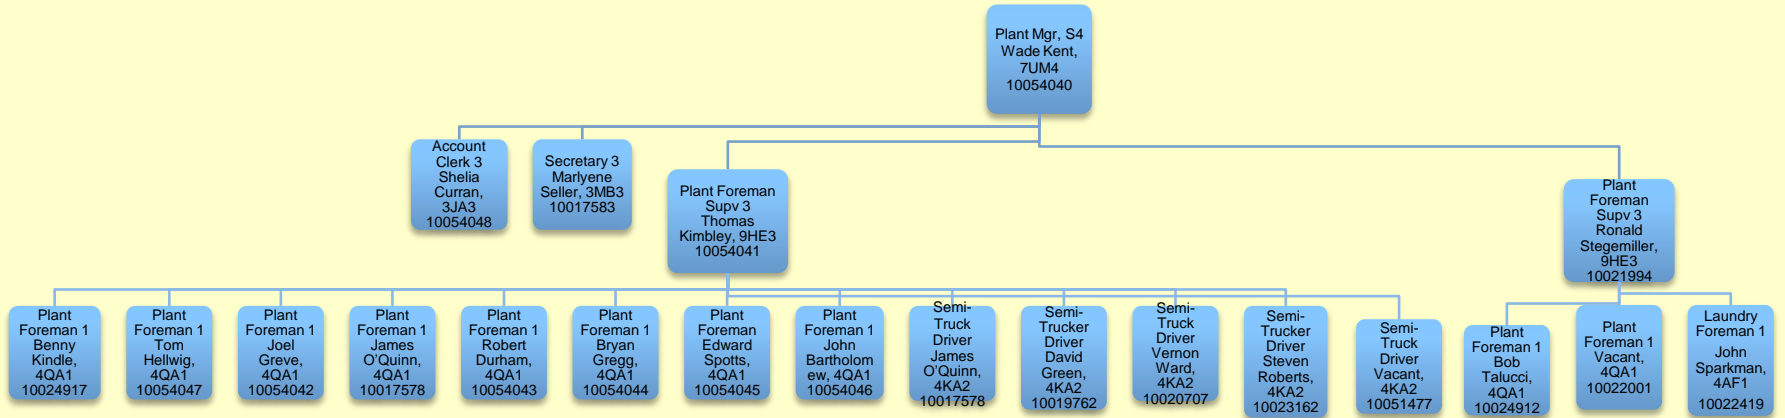 Plant Mgr, S4
Wade Kent,
7UM4
10054040
Account
Clerk 3
Shelia
Curran,
3JA3
10054048
Secretary 3
Marlyene
Seller, 3MB3
10017583
Plant Foreman
Supv 3
Thomas
Kimbley, 9HE3
10054041
Plant
Foreman
Supv 3
Ronald
Stegemiller,
9HE3
10021994
Plant
Foreman 1
Benny
Kindle,
4QA1
10024917
Plant
Foreman 1
Tom
Hellwig,
4QA1
10054047
Plant
Foreman 1
Joel
Greve,
4QA1
10054042
Plant
Foreman 1
James
O'Quinn,
4QA1
10017578
Plant
Foreman 1
Robert
Durham,
4QA1
10054043
Plant
Foreman 1
Bryan
Gregg,
4QA1
10054044
Plant
Foreman
Edward
Spotts,
4QA1
10054045
Plant
Foreman 1
John
Bartholom
ew, 4QA1
10054046
Semi-
Truck
Driver
James
O'Quinn,
4KA2
10017578
Semi-
Trucker
Driver
David
Green,
4KA2
10019762
Semi-
Truck
Driver
Vernon
Ward,
4KA2
10020707
Semi-
Trucker
Driver
Steven
Roberts,
4KA2
10023162
Semi-
Truck
Driver
Vacant,
4KA2
10051477
Plant
Foreman 1
Bob
Talucci,
4QA1
10024912
Plant
Foreman 1
Vacant,
4QA1
10022001
Laundry
Foreman 1
John
Sparkman,
4AF1
10022419